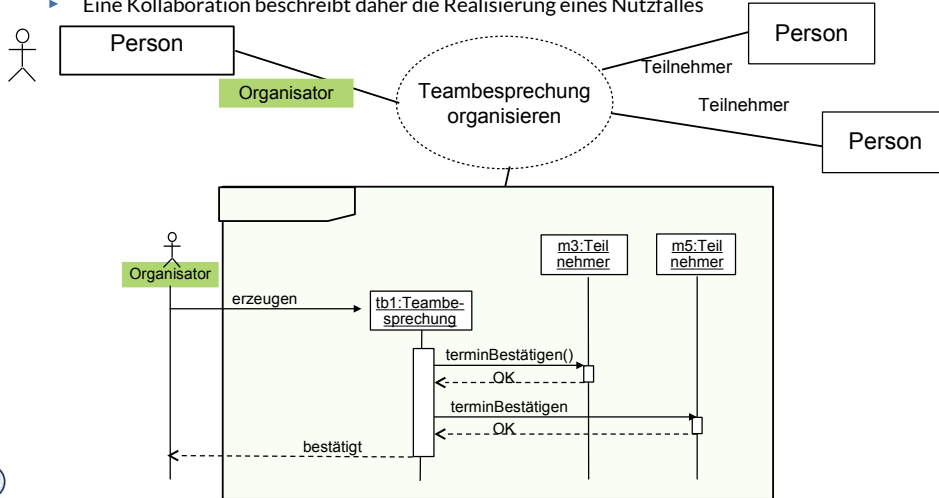 Eine Kollaboration beschreibt daher die Realisierung eines Nutzfalles
Person
Person
Teilnehmer
Organisator
Teambesprechung
organisieren
Teilnehmer
Person
m3:Teil
nehmer
m5:Teil
nehmer
Organisator
erzeugen
tb1:Teambe-
sprechung
terminBestätigen()
OK
terminBestätigen
OK
bestätigt